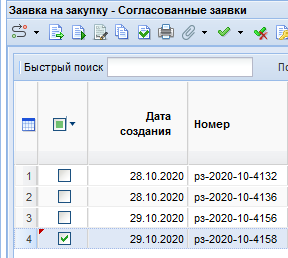 Заявка на закупку - Согласованные заявки
Быстрый поиск По
Дата
создания Номер
1 28.10.2020 рз-2020-10-4132
2 28.10.2020 рз-2020-10-4136
3 29.10.2020 рз-2020-10-4156
4 29.10.2020 рз-2020-10-4158